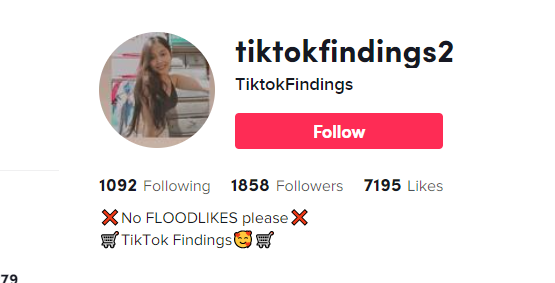 tiktokfindings2
TiktokFindings
Follow
1092 Following 1858 Followers 7195 Likes
❌No FLOODLIKES please❌
🛒TikTok Findings🥰🛒
79